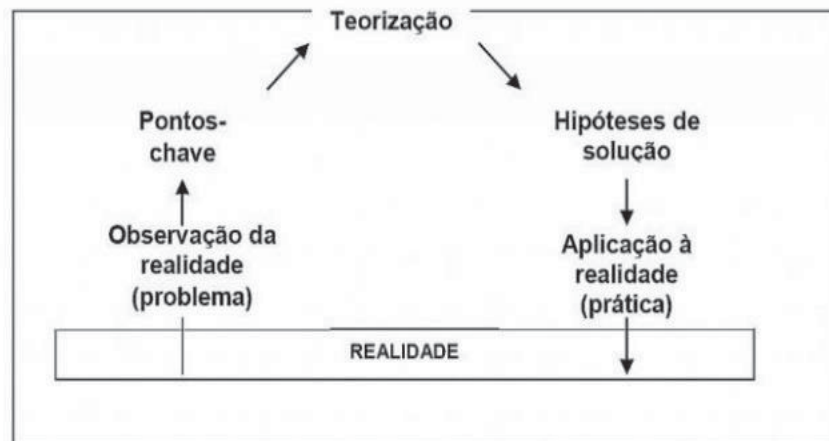 Teorização
Pontos-
chave
Hipóteses de
solução
Observação da
realidade
(problema)
Aplicação à
realidade
(prática)
REALIDADE